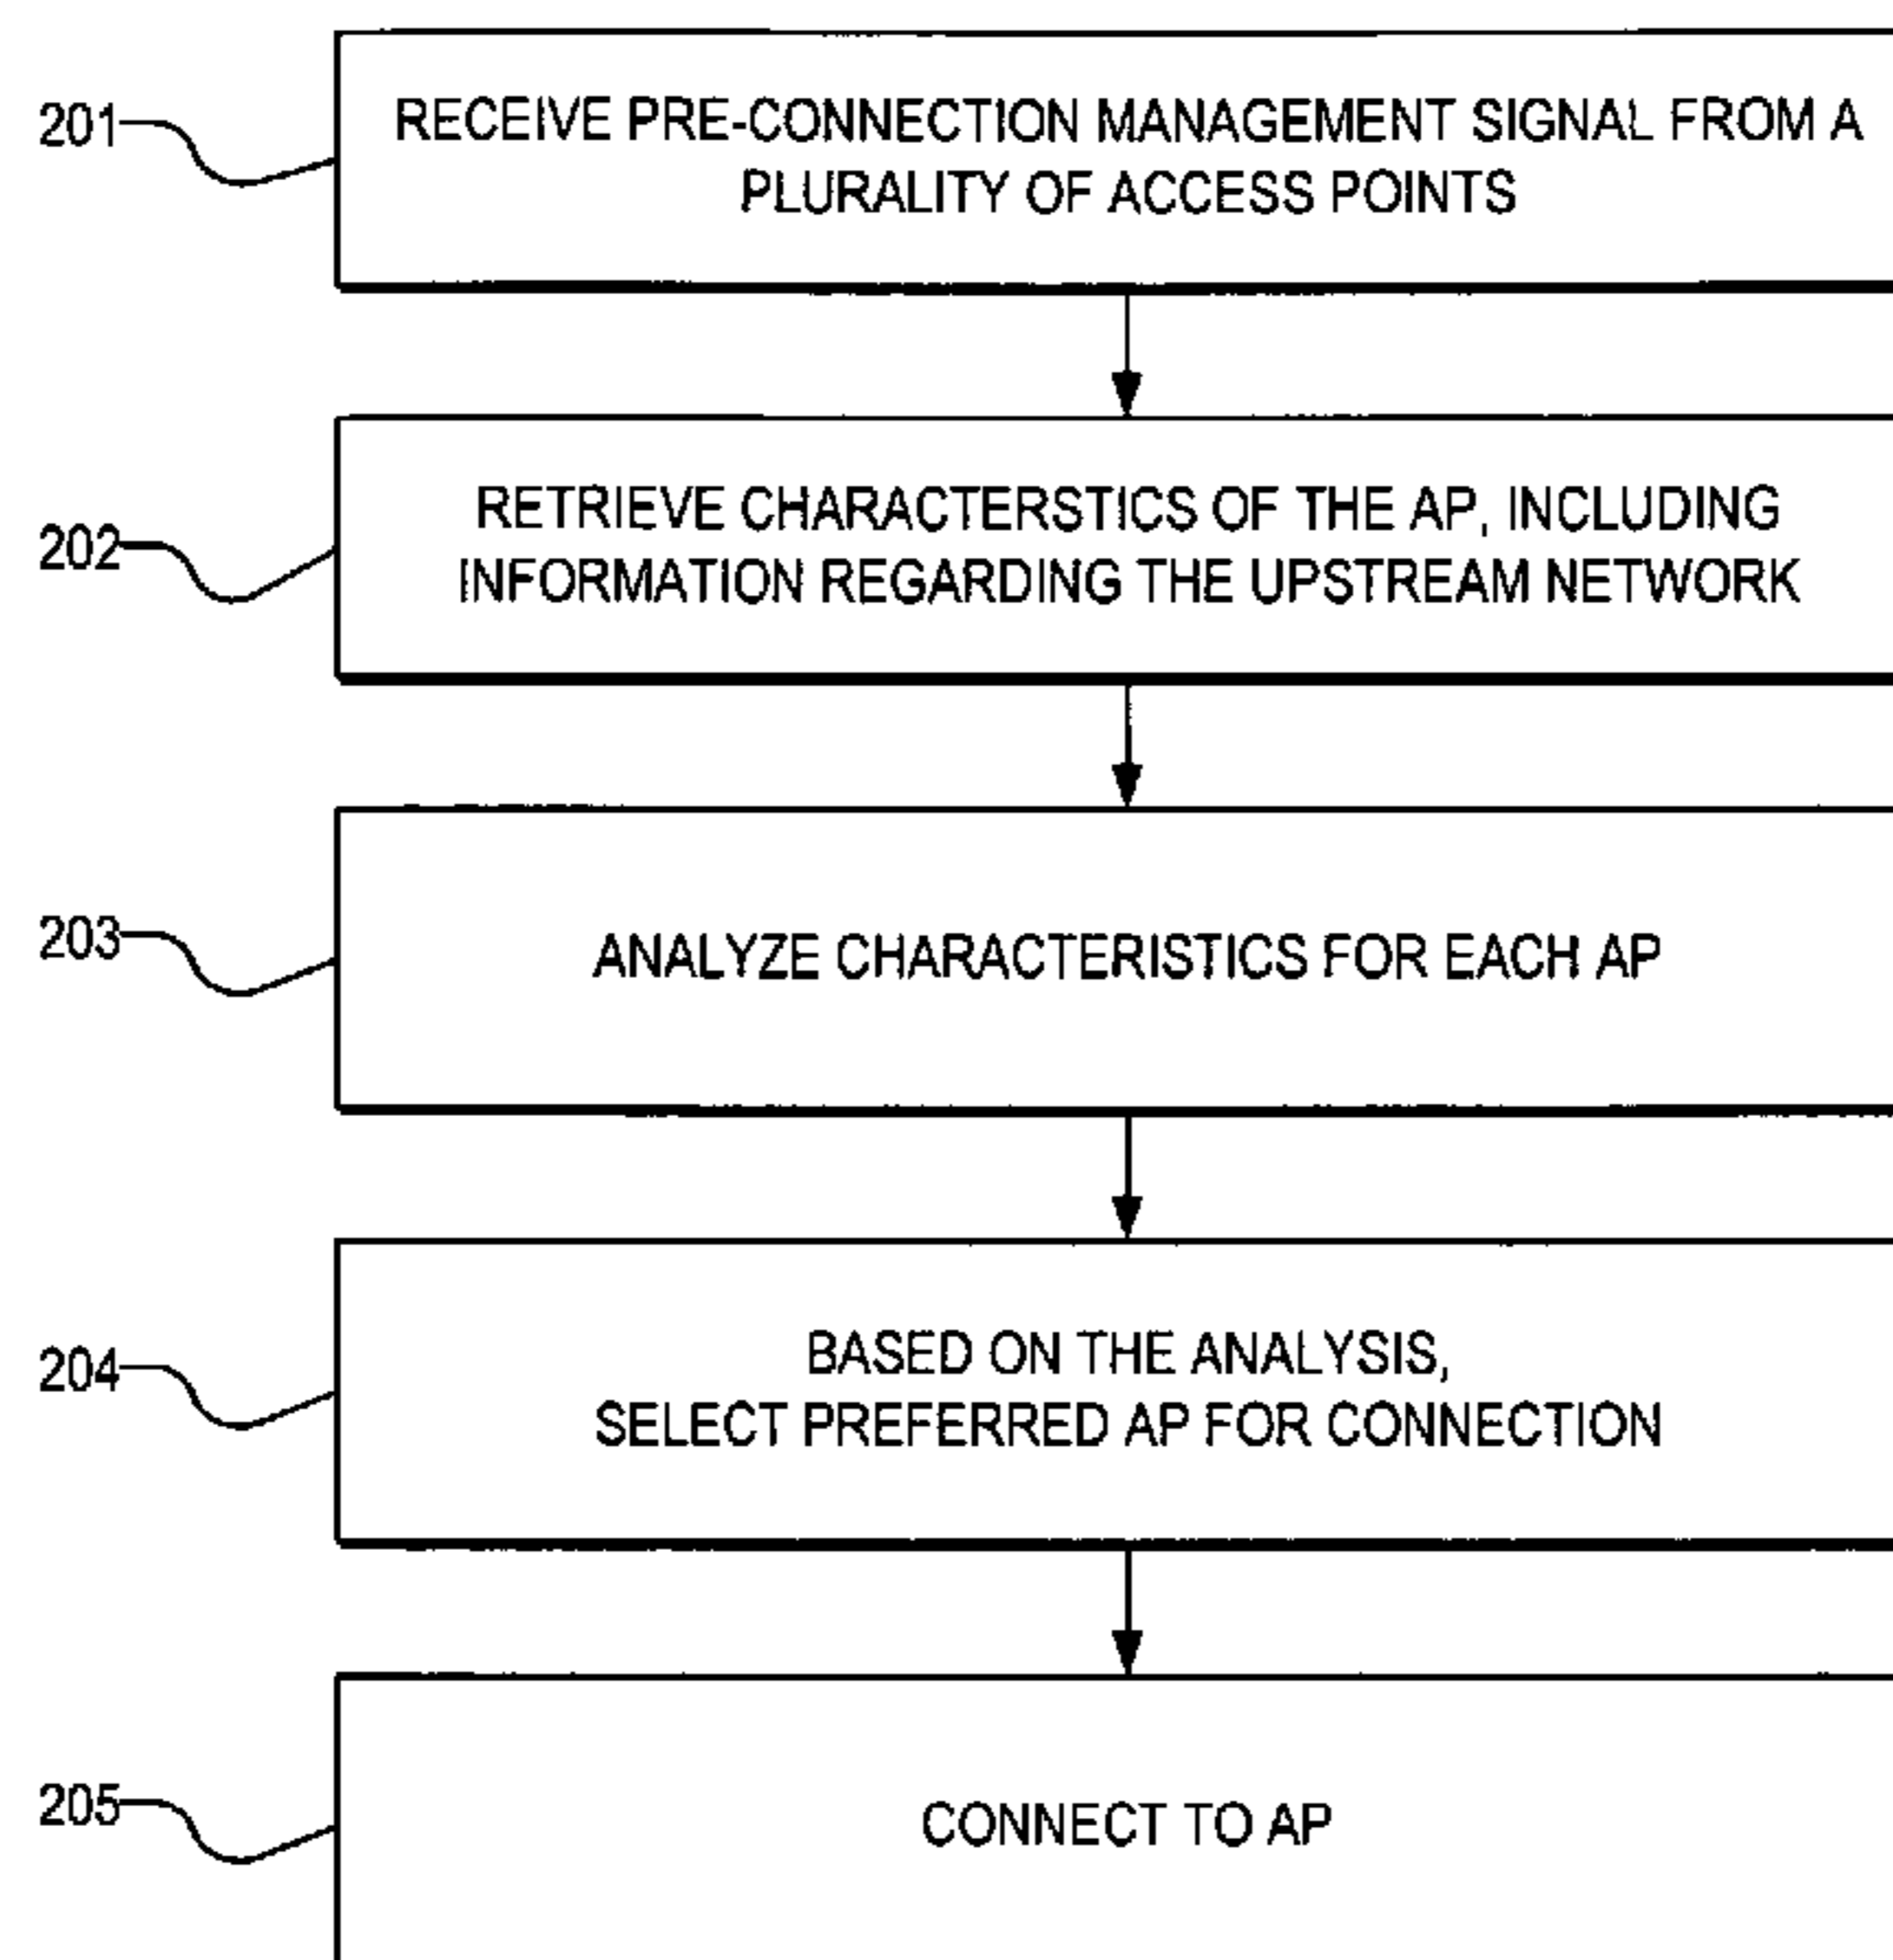 201
RECEIVE PRE-CONNECTION MANAGEMENT SIGNAL FROM A
PLURALITY OF ACCESS POINTS
202
RETRIEVE CHARACTERSTICS OF THE AP, INCLUDING
INFORMATION REGARDING THE UPSTREAM NETWORK
203
ANALYZE CHARACTERISTICS FOR EACH AP
204
BASED ON THE ANALYSIS,
SELECT PREFERRED AP FOR CONNECTION
205
CONNECT TO AP